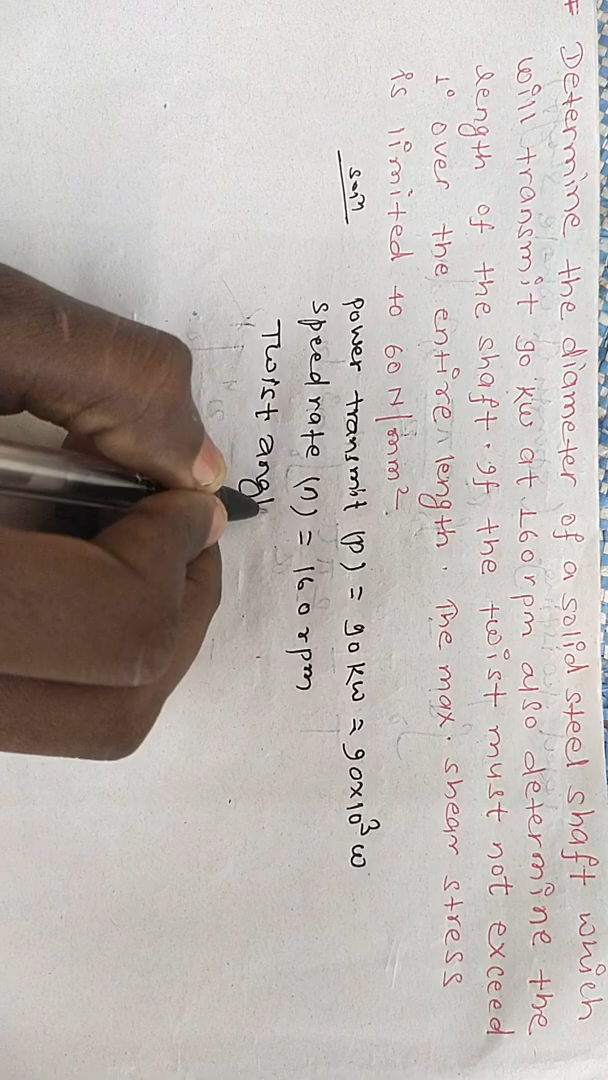 Determine the diameter of a solid steel shaft which
will transmit 90 kw at 160 rpm also determine the
length of the shaft. If the twist must not exceed
1° over the entire length. The max. shear stress
is limited to 60 N/mm²
soln
power transmit (p) = 90 kw = 90x10³ w
speed rate (n) = 160 rpm
Twist angl